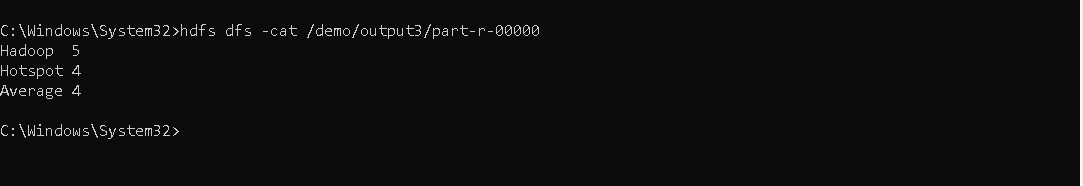 C:\Windows\System32>hdfs dfs -cat /demo/output3/part-r-00000
Hadoop  5
Hotspot 4
Average 4
C:\Windows\System32>